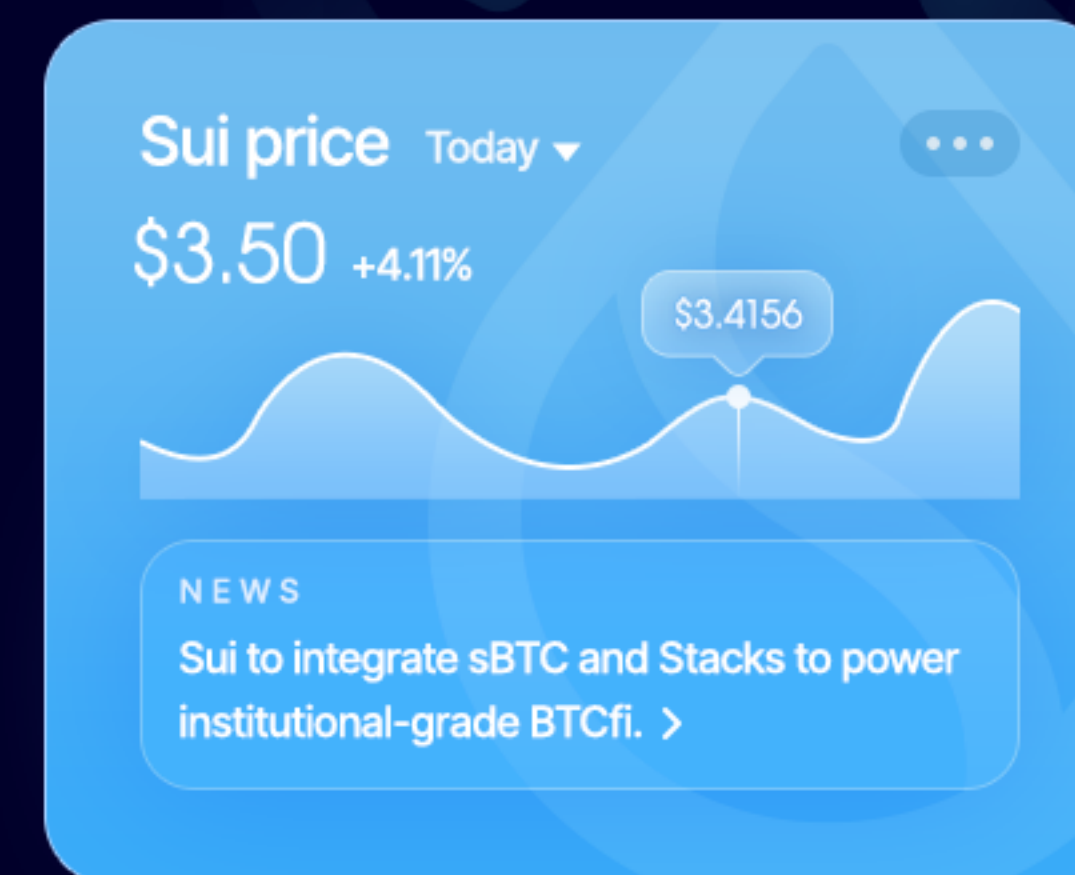 Sui price Today
$3.50 +4.11%
$3.4156
NEWS
Sui to integrate sBTC and Stacks to power
institutional-grade BTCfi.